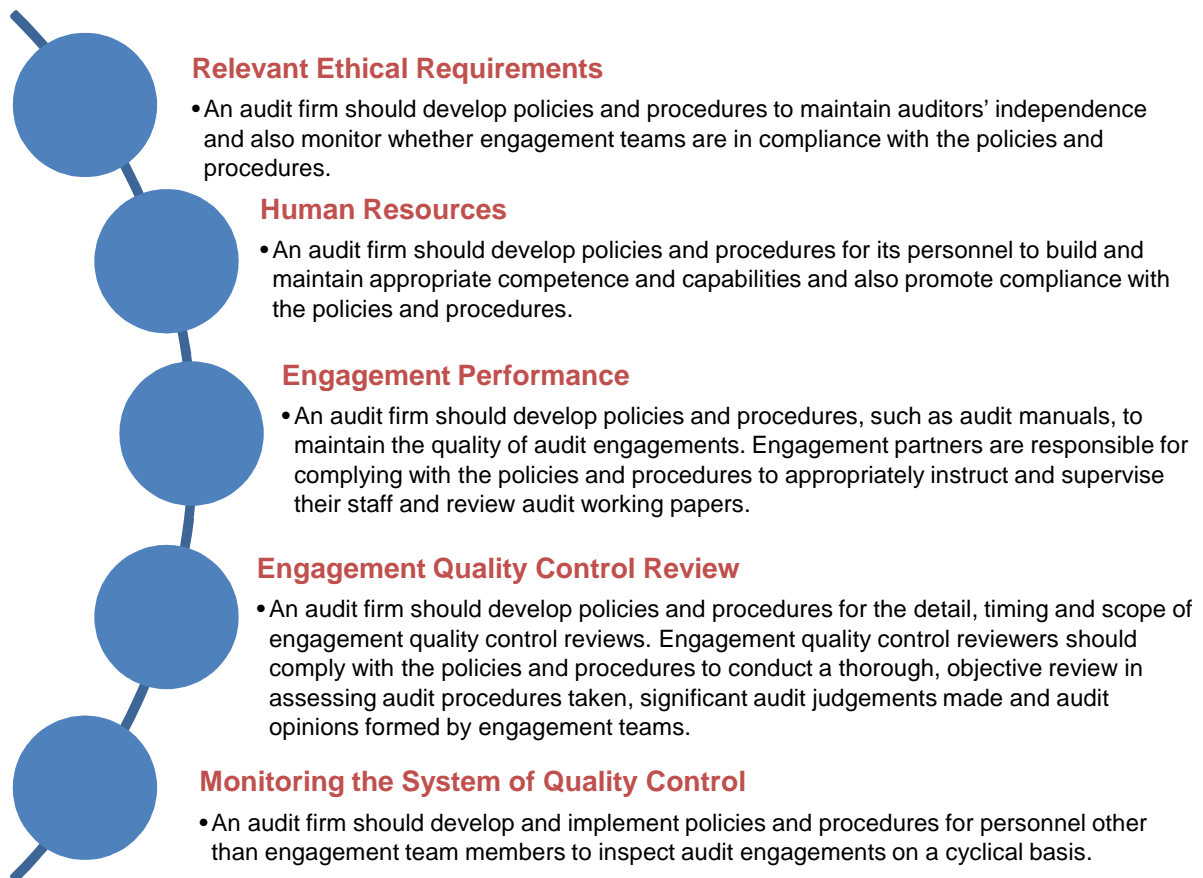 Relevant Ethical Requirements
•An audit firm should develop policies and procedures to maintain auditors’ independence
and also monitor whether engagement teams are in compliance with the policies and
procedures.
Human Resources
•An audit firm should develop policies and procedures for its personnel to build and
maintain appropriate competence and capabilities and also promote compliance with
the policies and procedures.
Engagement Performance
•An audit firm should develop policies and procedures, such as audit manuals, to
maintain the quality of audit engagements. Engagement partners are responsible for
complying with the policies and procedures to appropriately instruct and supervise
their staff and review audit working papers.
Engagement Quality Control Review
•An audit firm should develop policies and procedures for the detail, timing and scope of
engagement quality control reviews. Engagement quality control reviewers should
comply with the policies and procedures to conduct a thorough, objective review in
assessing audit procedures taken, significant audit judgements made and audit
opinions formed by engagement teams.
Monitoring the System of Quality Control
•An audit firm should develop and implement policies and procedures for personnel other
than engagement team members to inspect audit engagements on a cyclical basis.